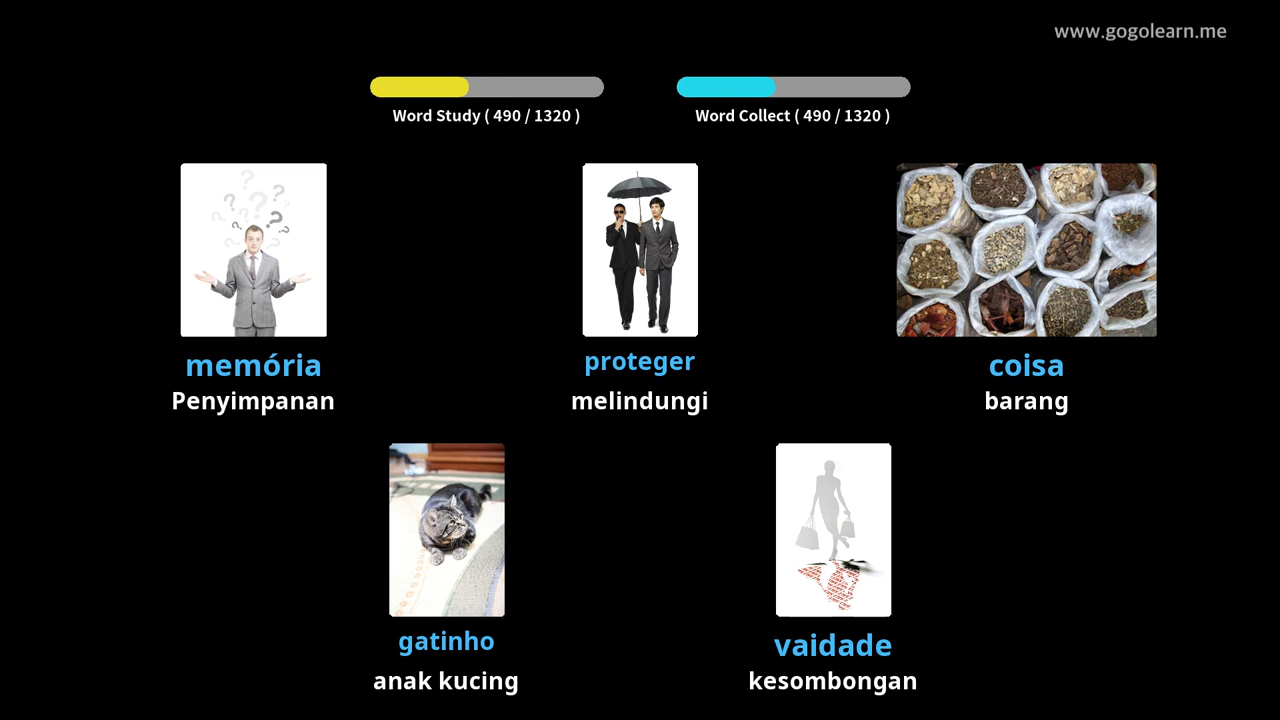 www.gogolearn.me
Word Study ( 490 / 1320 )
Word Collect ( 490 / 1320 )
memória
Penyimpanan
proteger
melindungi
coisa
barang
gatinho
anak kucing
vaidade
kesombongan